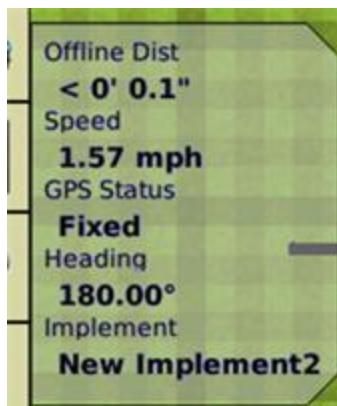 Offline Dist
< 0' 0.1"
Speed
1.57 mph
GPS Status
Fixed
Heading
180.00°
Implement
New Implement2